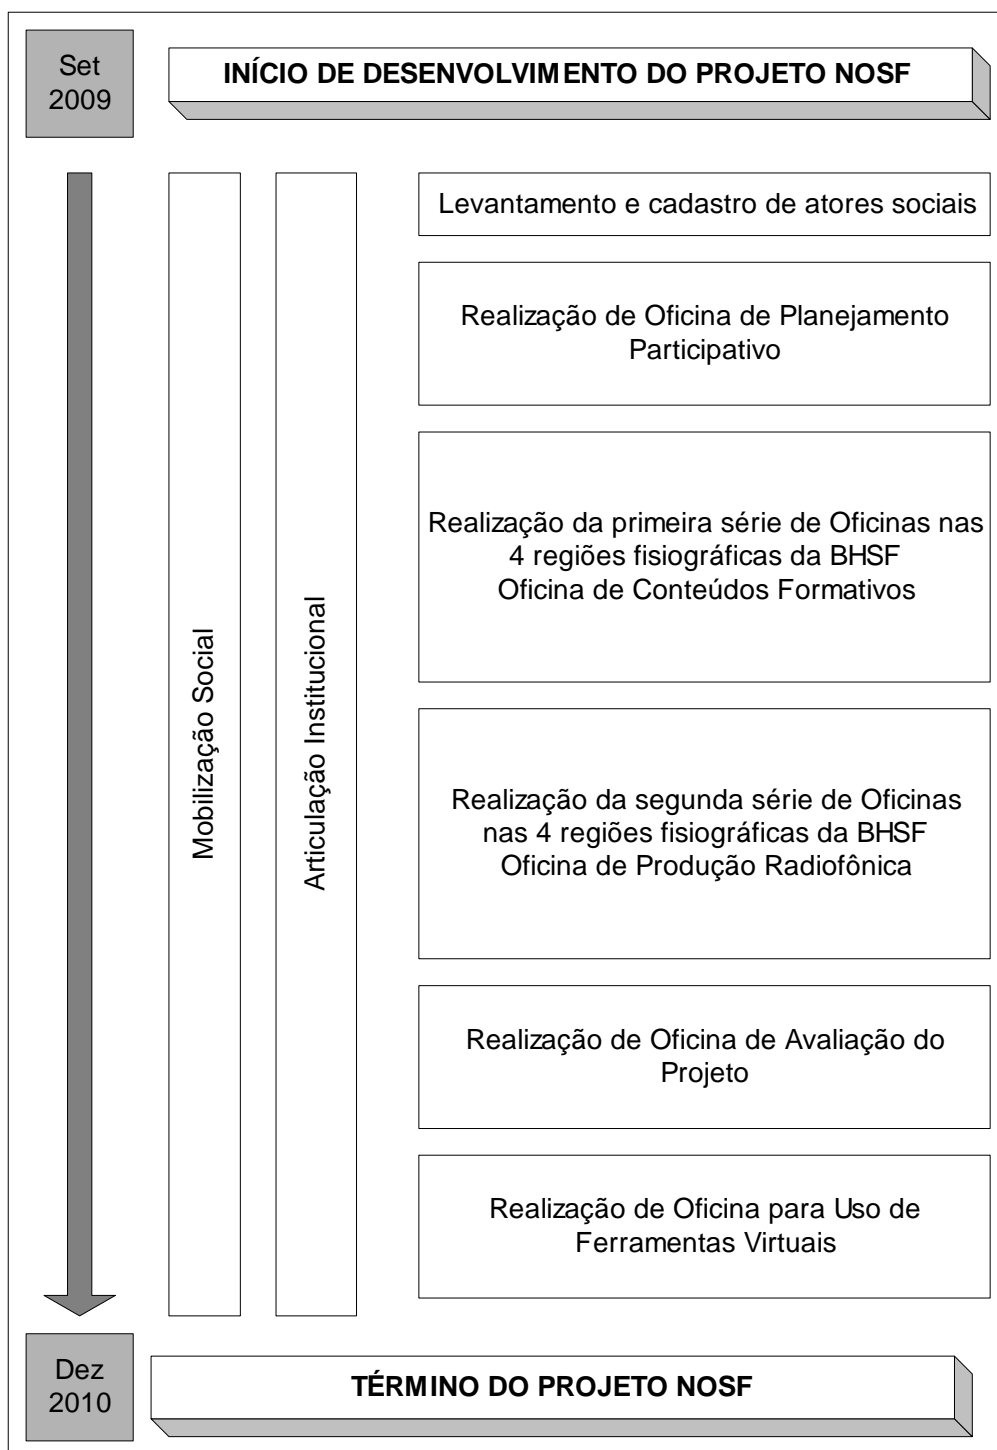 Set
2009
INÍCIO DE DESENVOLVIMENTO DO PROJETO NOSF
Mobilização Social
Articulação Institucional
Levantamento e cadastro de atores sociais
Realização de Oficina de Planejamento
Participativo
Realização da primeira série de Oficinas nas
4 regiões fisiográficas da BHSF
Oficina de Conteúdos Formativos
Realização da segunda série de Oficinas
nas 4 regiões fisiográficas da BHSF
Oficina de Produção Radiofônica
Realização de Oficina de Avaliação do
Projeto
Realização de Oficina para Uso de
Ferramentas Virtuais
Dez
2010
TÉRMINO DO PROJETO NOSF